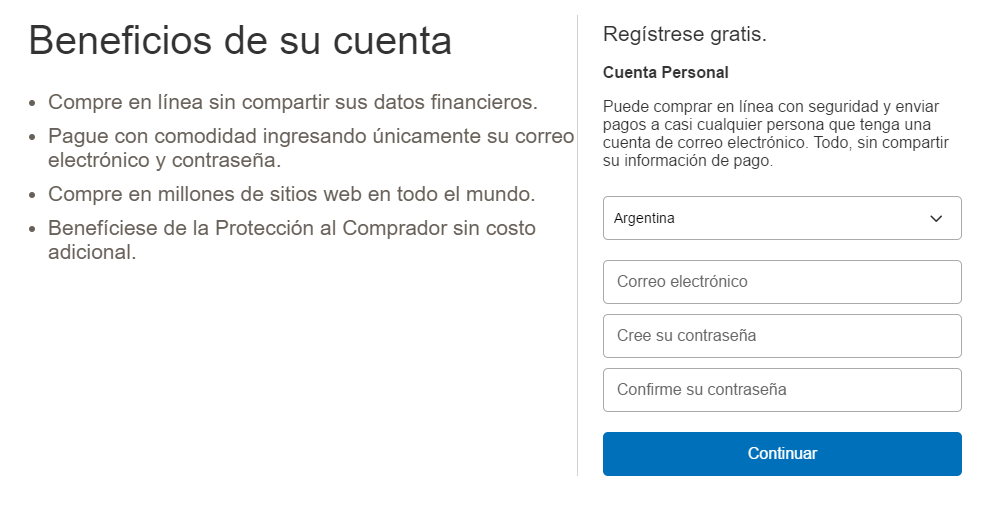 Beneficios de su cuenta
• Compre en línea sin compartir sus datos financieros.
• Pague con comodidad ingresando únicamente su correo
electrónico y contraseña.
• Compre en millones de sitios web en todo el mundo.
• Benefíciese de la Protección al Comprador sin costo
adicional.
Regístrese gratis.
Cuenta Personal
Puede comprar en línea con seguridad y enviar
pagos a casi cualquier persona que tenga una
cuenta de correo electrónico. Todo, sin compartir
su información de pago.
Argentina
Correo electrónico
Cree su contraseña
Confirme su contraseña
Continuar